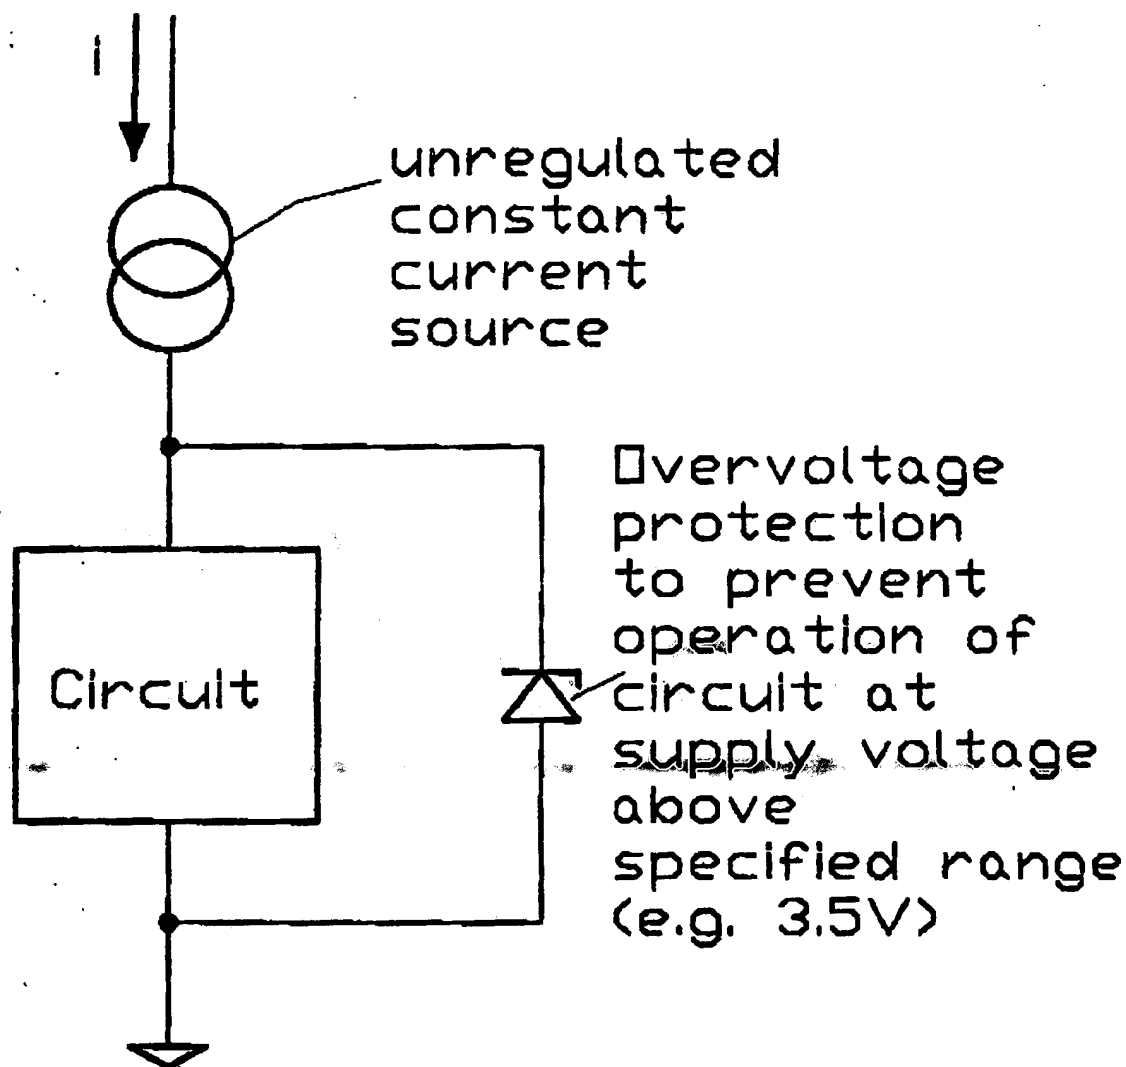 i
unregulated
constant
current
source
Overvoltage
protection
to prevent
operation of
circuit at
supply voltage
above
specified range
(e.g. 3.5V)
Circuit